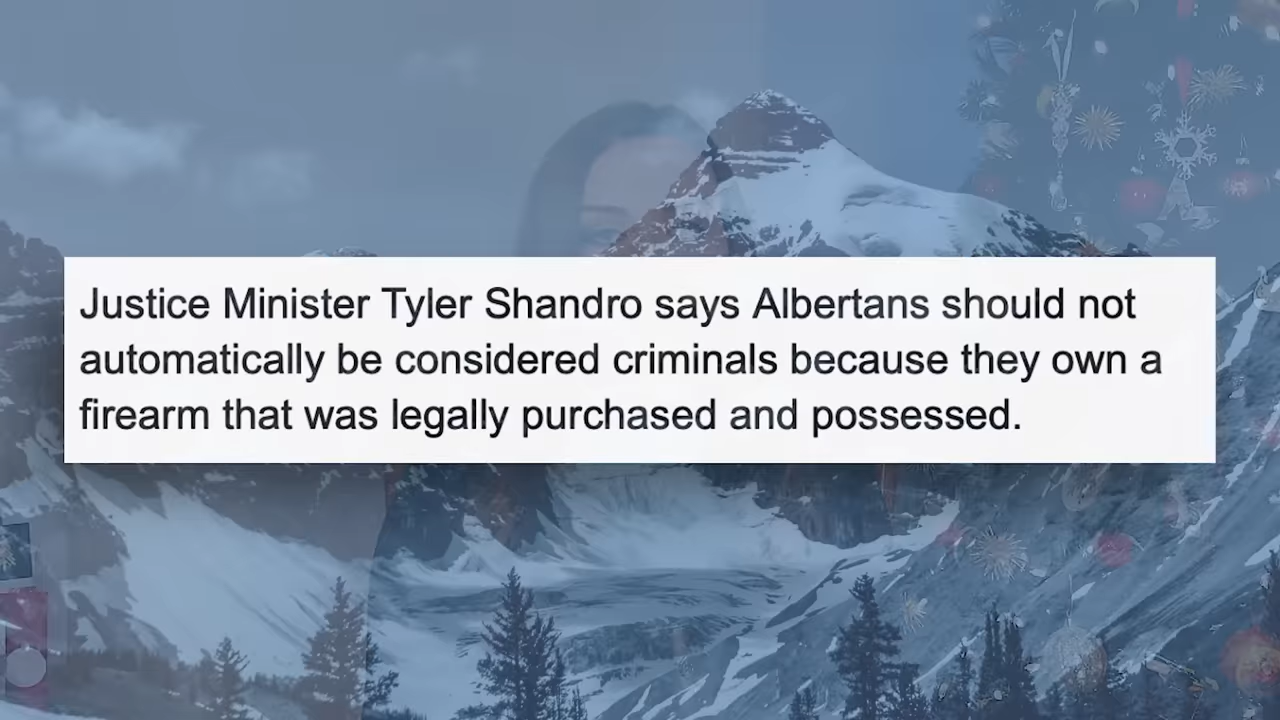 Justice Minister Tyler Shandro says Albertans should not
automatically be considered criminals because they own a
firearm that was legally purchased and possessed.